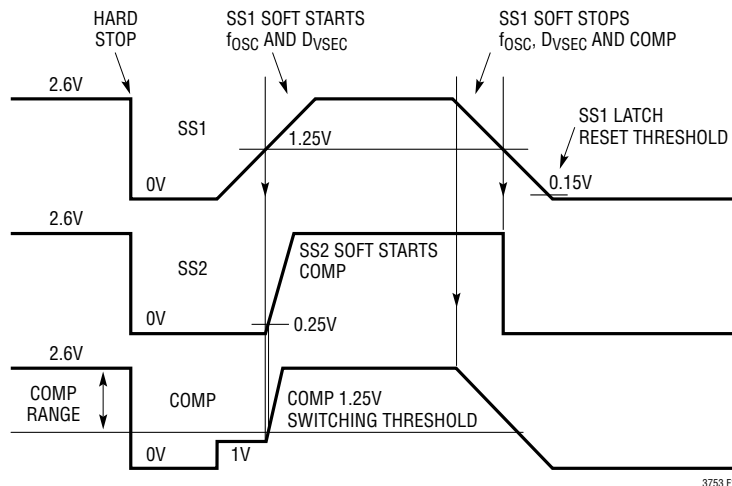 HARD
STOP
SS1 SOFT STARTS
fOSC AND DVSEC
SS1 SOFT STOPS
fOSC, DVSEC AND COMP
2.6V
SS1
1.25V
0V
SS1 LATCH
RESET THRESHOLD
0.15V
2.6V
SS2
SS2 SOFT STARTS
COMP
0V
0.25V
2.6V
COMP
RANGE
COMP
COMP 1.25V
SWITCHING THRESHOLD
0V
1V
3753 F